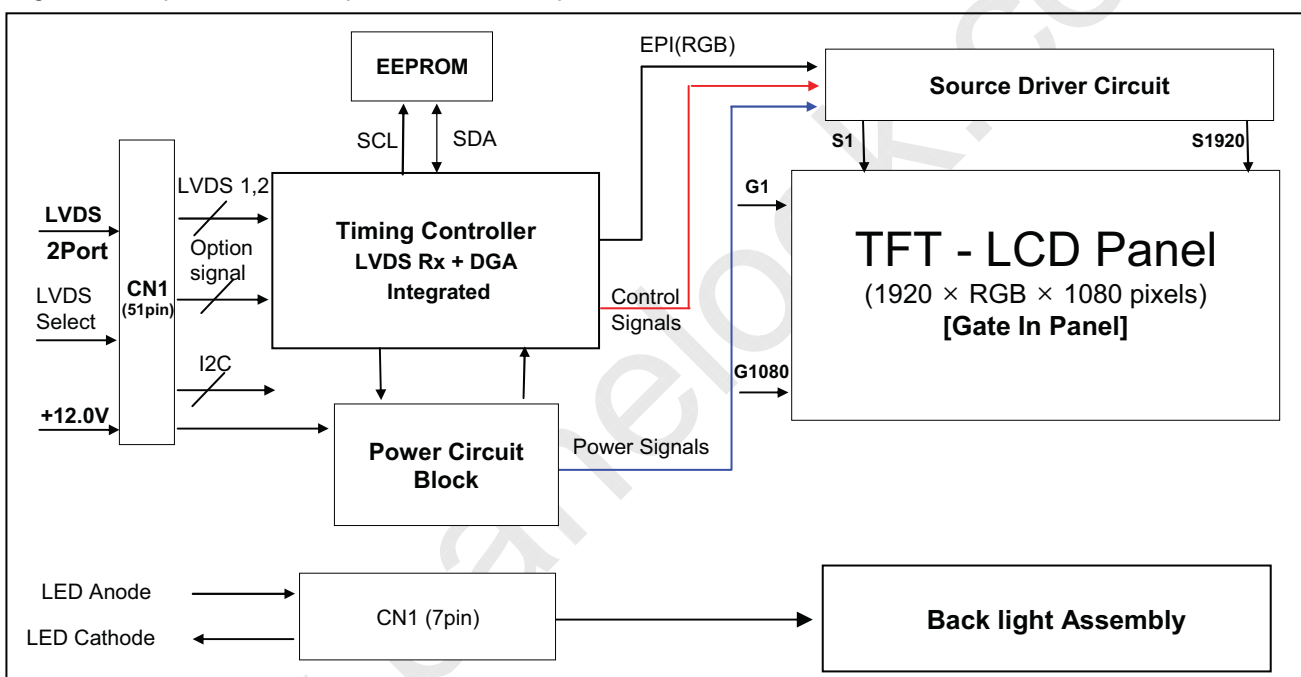 EPI(RGB)
EEPROM
Source Driver Circuit
SCL
SDA
S1
S1920
LVDS 1,2
G1
LVDS
2Port
Option
signal
Timing Controller
LVDS Rx + DGA
Integrated
TFT - LCD Panel
(1920 × RGB × 1080 pixels)
[Gate In Panel]
CN1
(51pin)
LVDS
Select
Control
Signals
I2C
G1080
+12.0V
Power Circuit
Block
Power Signals
LED Anode
LED Cathode
CN1 (7pin)
Back light Assembly